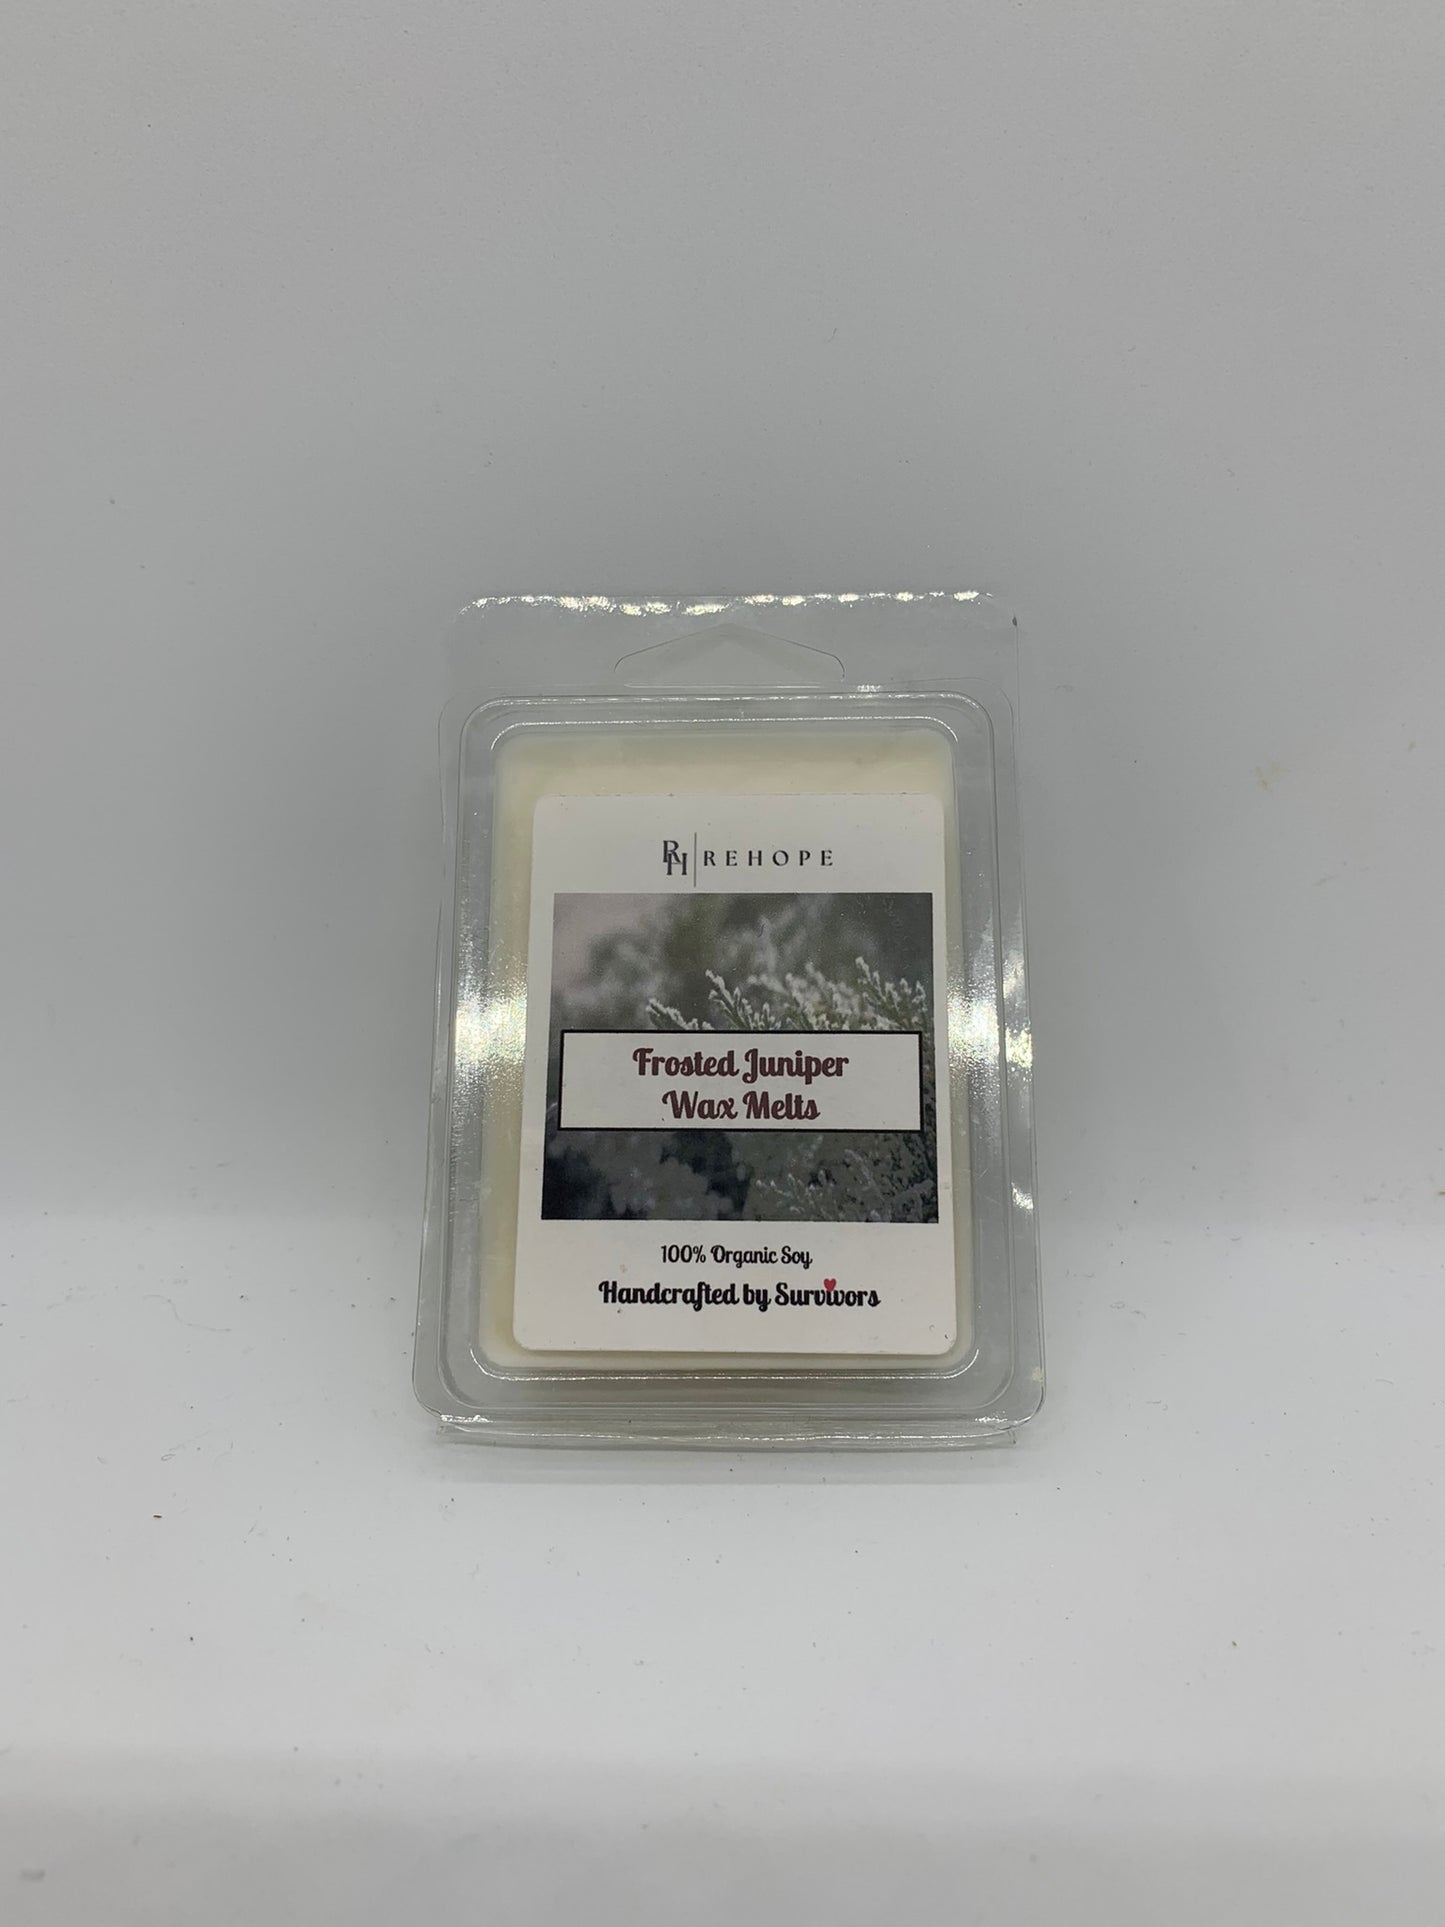 RH REHOPE
Frosted Juniper
Wax Melts
100% Organic Soy
Handcrafted by Survivors